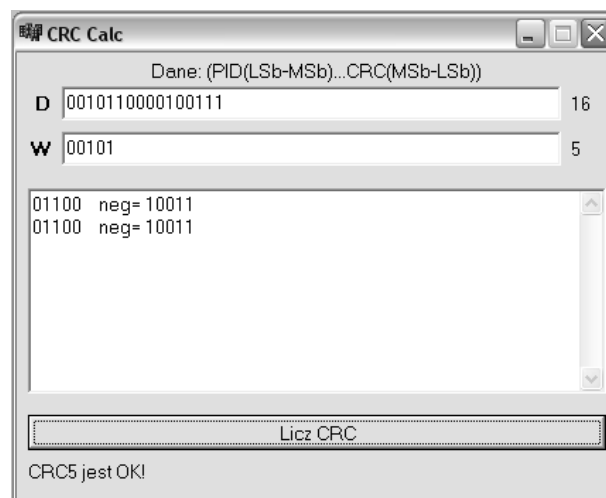 CRC Calc
Dane: (PID(LSb-MSb)...CRC(MSb-LSb))
D 0010110000100111 16
W 00101 5
01100 neg= 10011
01100 neg= 10011
Licz CRC
CRC5 jest OK!